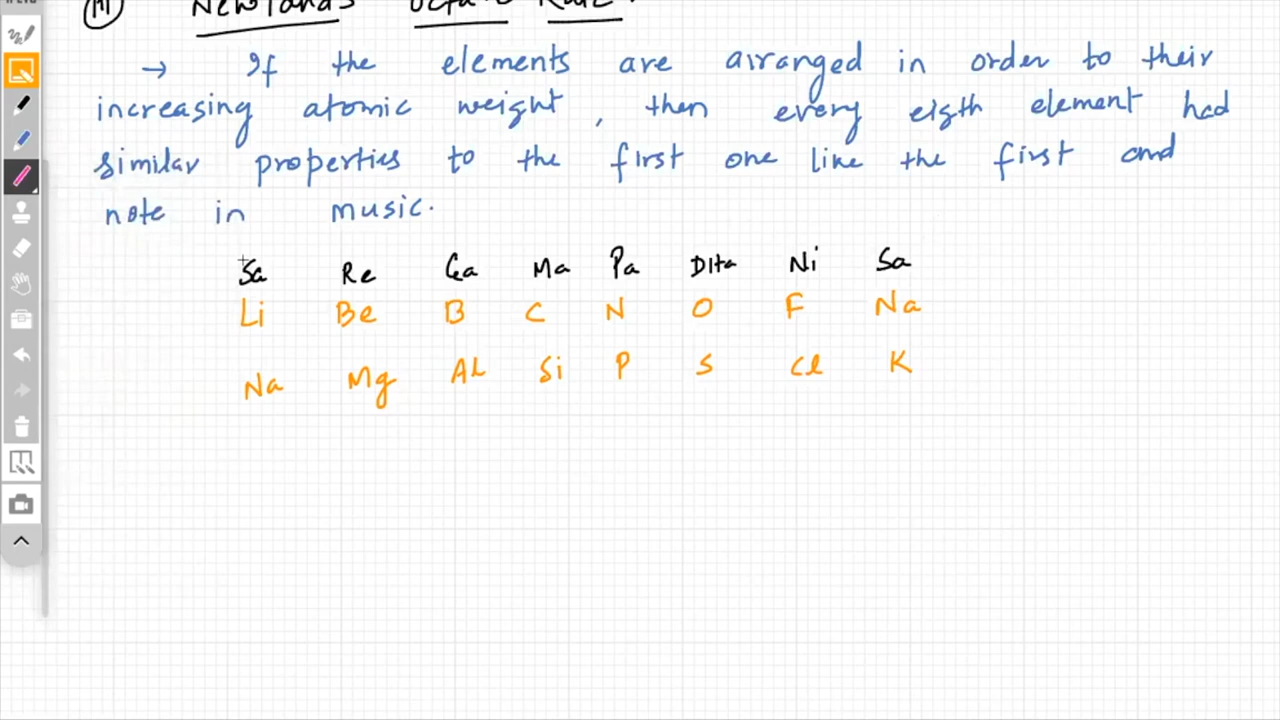 (III) Newlands Octave Rule :
→ If the elements are arranged in order to their
increasing atomic weight, then every eigth element had
similar properties to the first one like the first and
note in music.
Sa Re Ga Ma Pa Dha Ni Sa
Li Be B C N O F Na
Na Mg Al Si P S Cl K